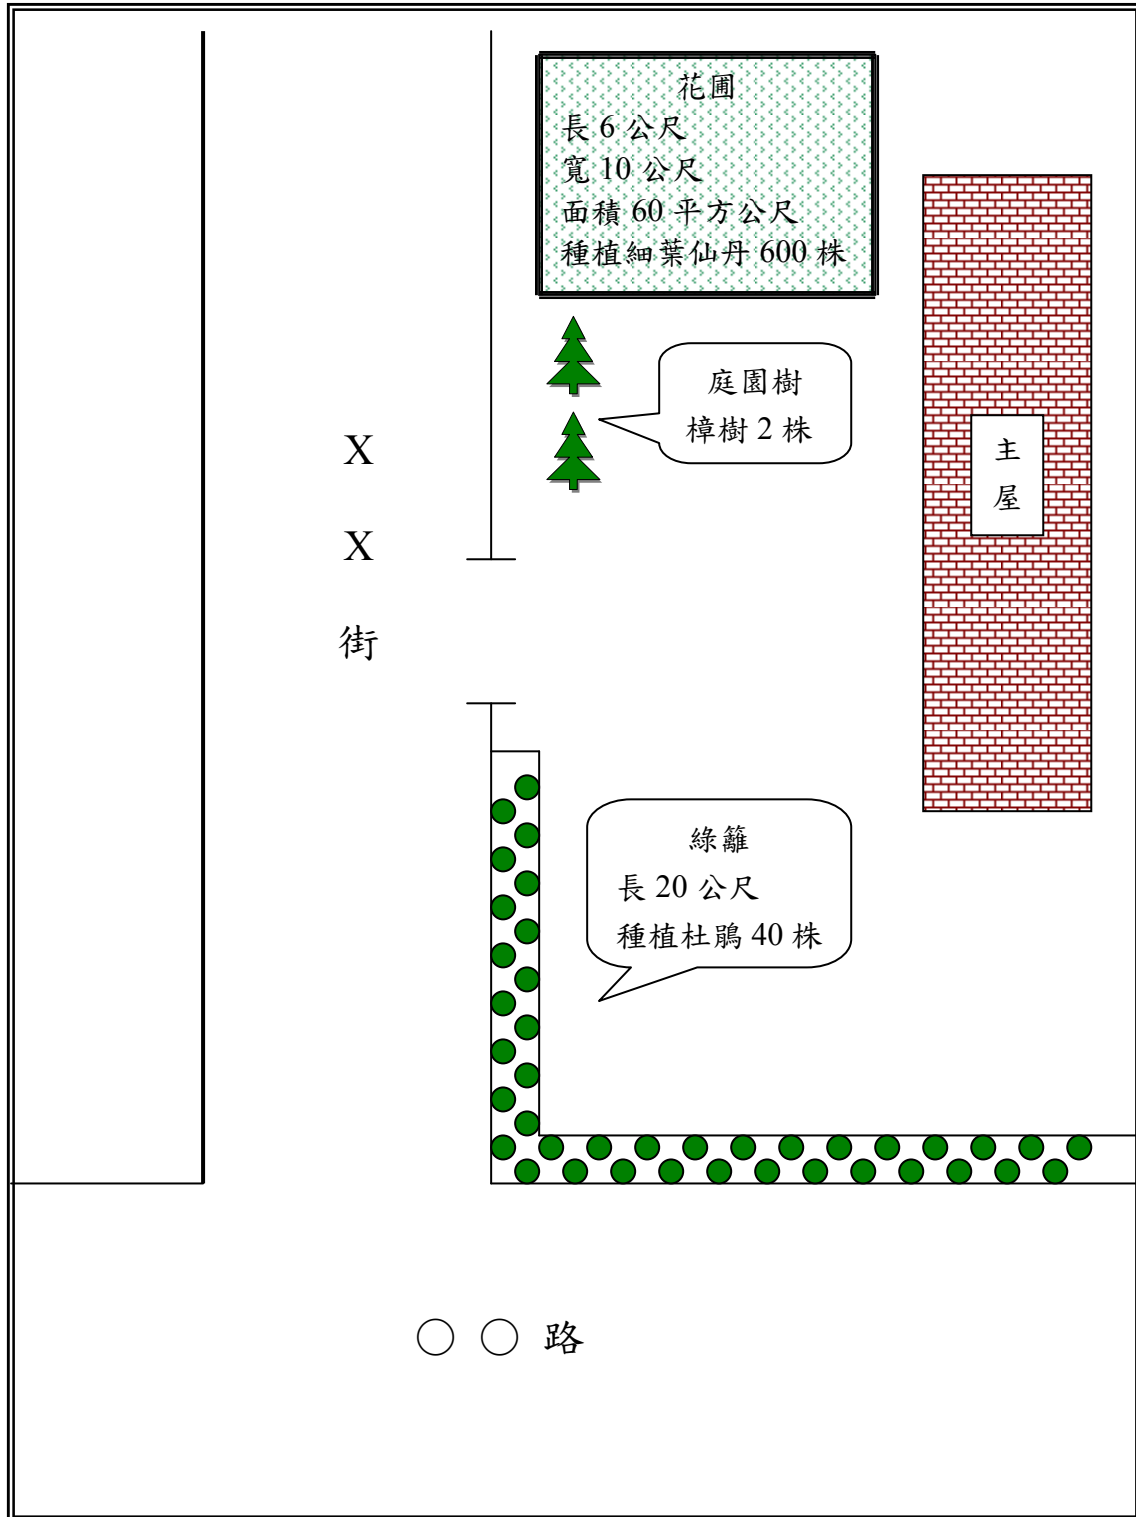 花圃
長 6 公尺
寬 10 公尺
面積 60 平方公尺
種植細葉仙丹 600 株
庭園樹
樟樹 2 株
主
屋
X
X
街
綠籬
長 20 公尺
種植杜鵑 40 株
○ ○ 路